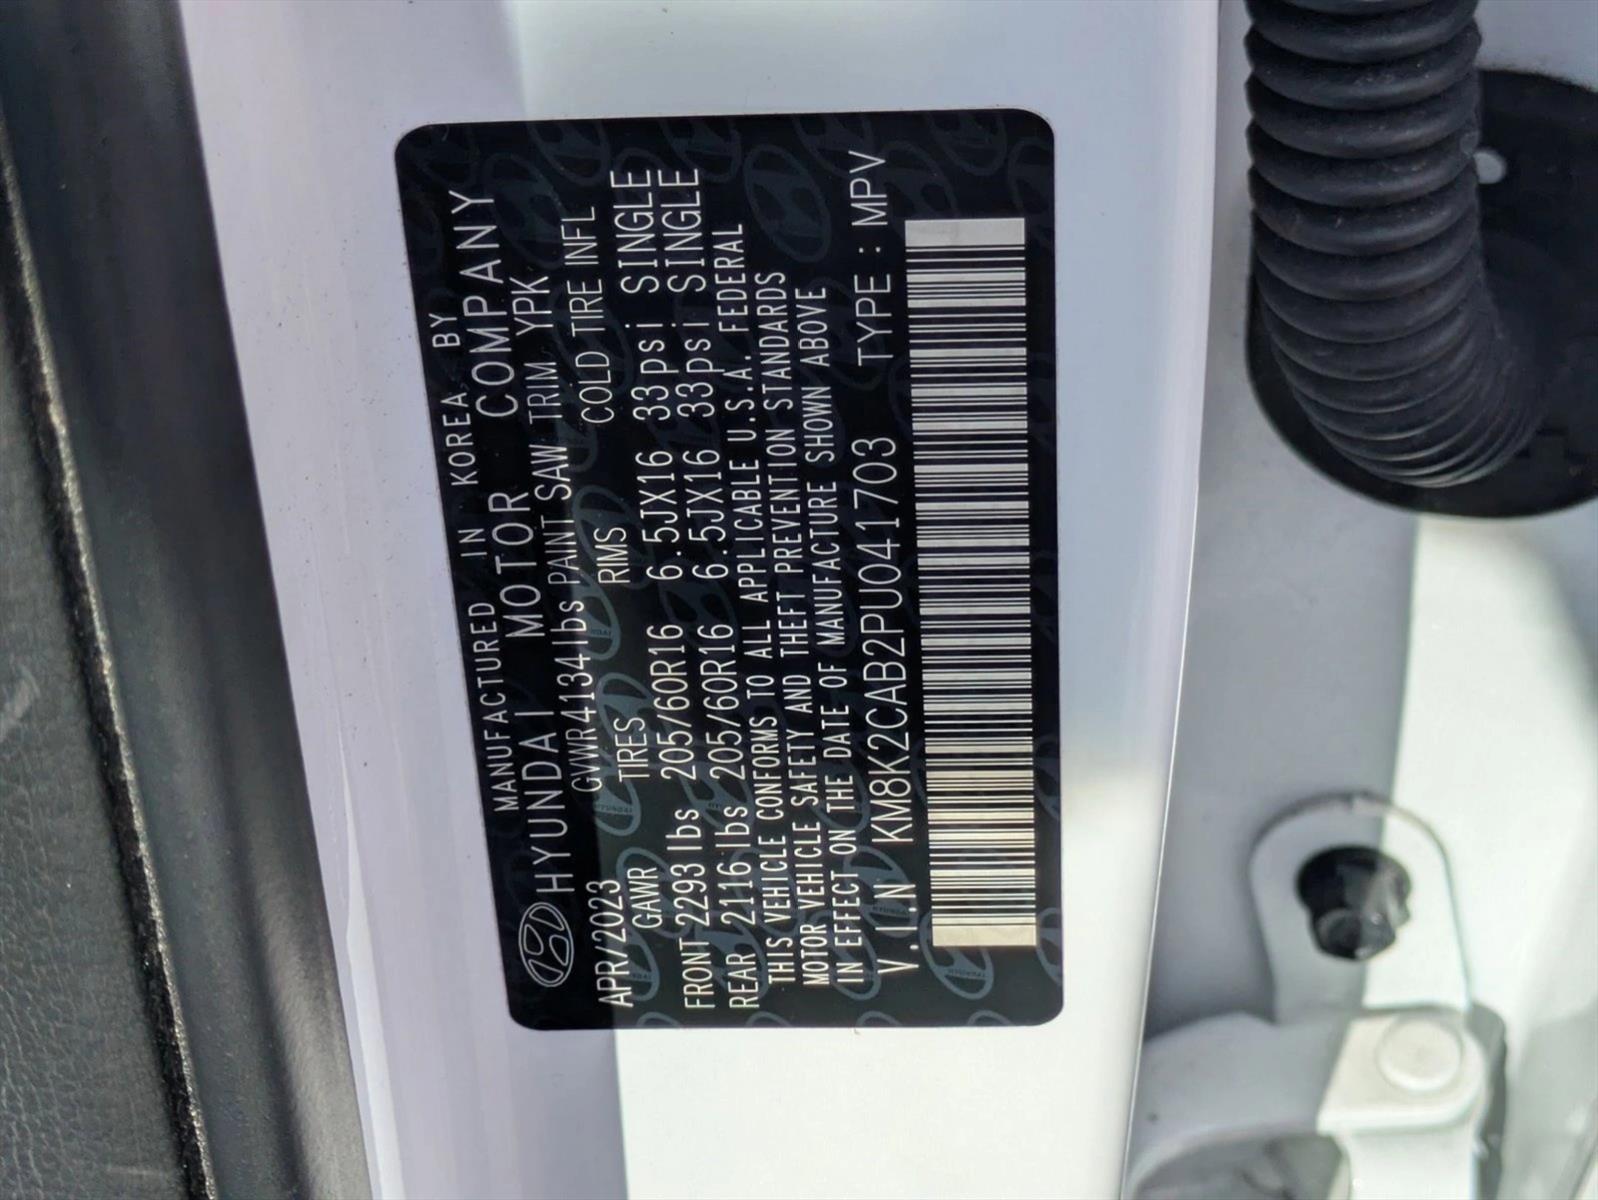 MANUFACTURED IN KOREA, BY
HYUNDAI MOTOR COMPANY
GVWR4134lbs PAINT SAW, TRIM YPK
APR/2023 TIRES RIMS COLD TIRE INFL
GAWR
FRONT 2293 lbs 205/60R16 6.5JX16 33psi SINGLE
REAR 2116 lbs 205/60R16 6.5JX16 33psi SINGLE
THIS VEHICLE CONFORMS TO ALL APPLICABLE U.S.A. FEDERAL
MOTOR VEHICLE SAFETY AND THEFT PREVENTION STANDARDS
IN EFFECT ON THE DATE OF MANUFACTURE SHOWN ABOVE
V.I.N KM8K2CAB2PU041703 TYPE : MPV